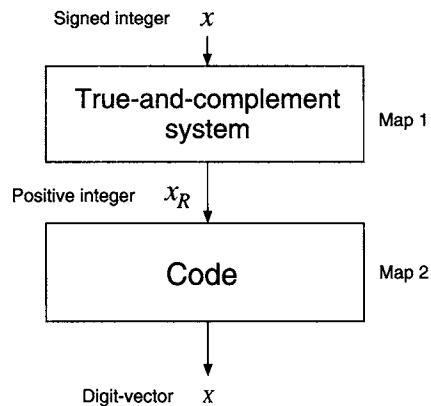 Signed integer x
True-and-complement
system
Map 1
Positive integer x_R
Code
Map 2
Digit-vector x